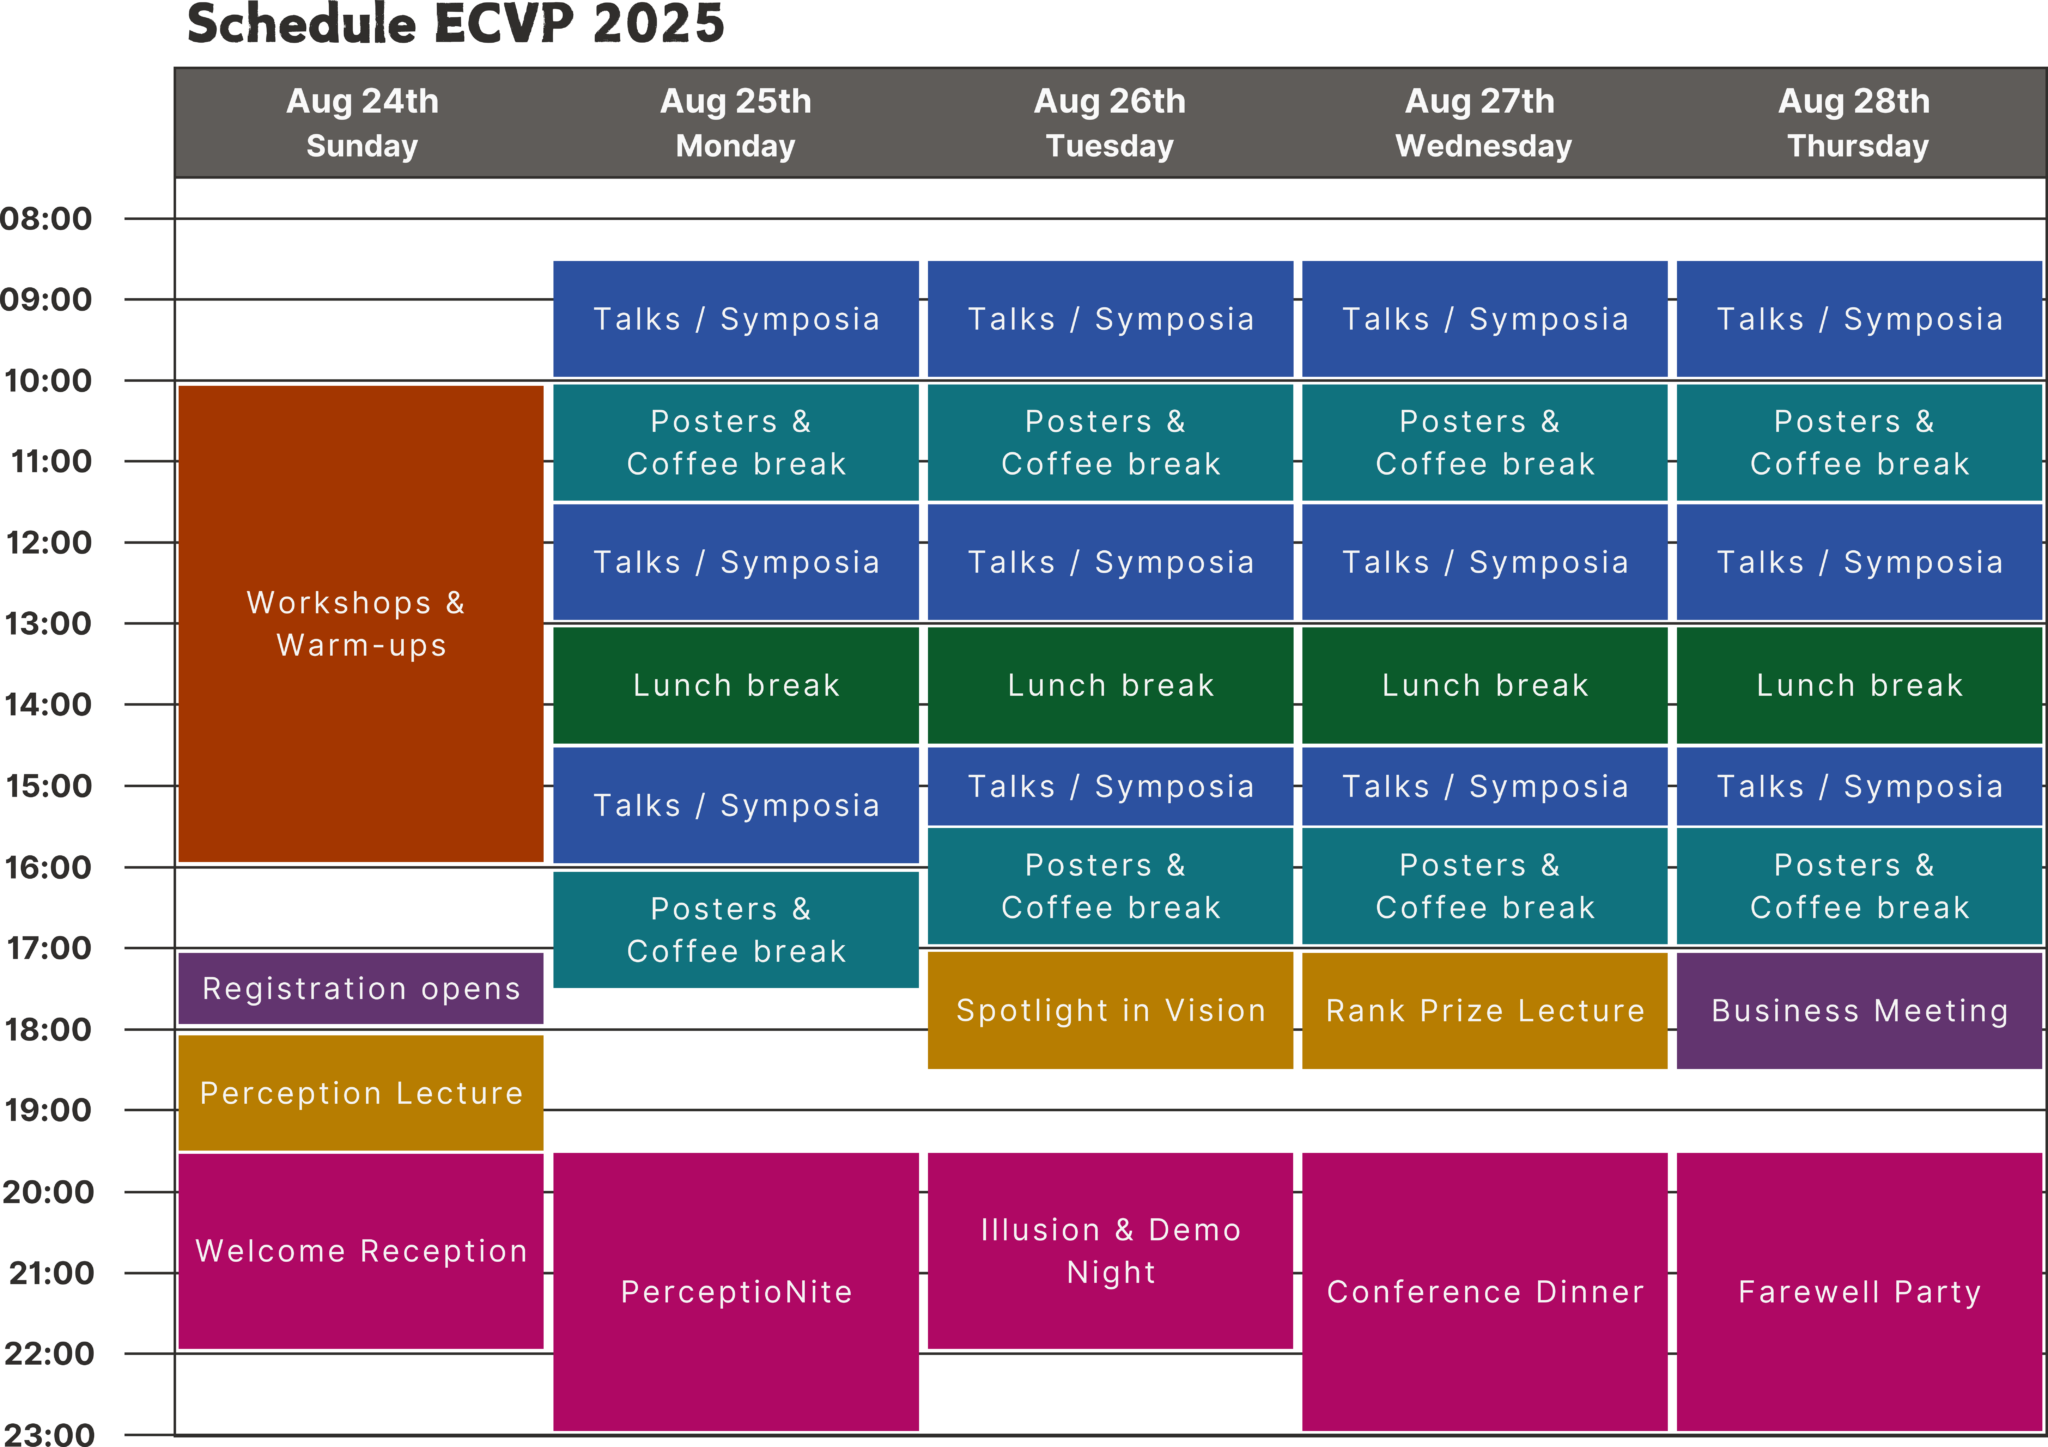 Schedule ECVP 2025
Aug 24th
Sunday
Aug 25th
Monday
Aug 26th
Tuesday
Aug 27th
Wednesday
Aug 28th
Thursday
08:00
09:00
10:00
11:00
12:00
13:00
14:00
15:00
16:00
17:00
18:00
19:00
20:00
21:00
22:00
23:00
Workshops &
Warm-ups
Registration opens
Perception Lecture
Welcome Reception
Talks / Symposia
Posters &
Coffee break
Talks / Symposia
Lunch break
Talks / Symposia
Posters &
Coffee break
PerceptioNite
Talks / Symposia
Posters &
Coffee break
Talks / Symposia
Lunch break
Talks / Symposia
Posters &
Coffee break
Spotlight in Vision
Illusion & Demo
Night
Talks / Symposia
Posters &
Coffee break
Talks / Symposia
Lunch break
Talks / Symposia
Posters &
Coffee break
Rank Prize Lecture
Conference Dinner
Talks / Symposia
Posters &
Coffee break
Talks / Symposia
Lunch break
Talks / Symposia
Posters &
Coffee break
Business Meeting
Farewell Party